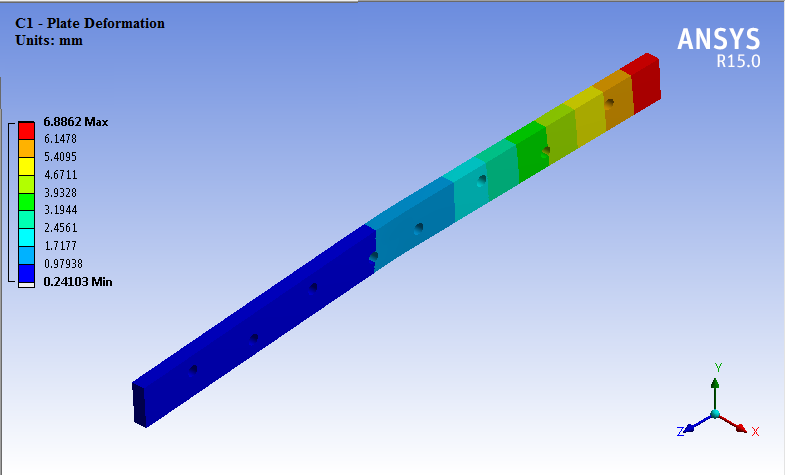 C1 - Plate Deformation
Units: mm
ANSYS
R15.0
6.8862 Max
6.1478
5.4095
4.6711
3.9328
3.1944
2.4561
1.7177
0.97938
0.24103 Min
Y
Z
X